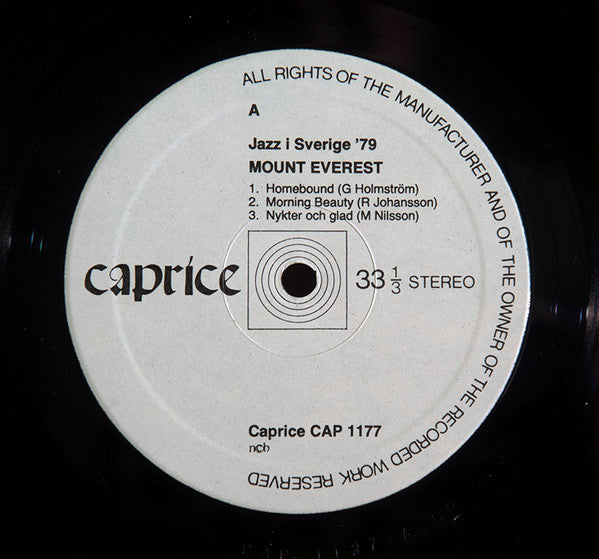 ALL RIGHTS OF THE MANUFACTURER AND OF THE OWNER OF THE RECORDED WORK RESERVED
A
Jazz i Sverige '79
MOUNT EVEREST
1. Homebound (G Holmström)
2. Morning Beauty (R Johansson)
3. Nykter och glad (M Nilsson)
caprice
33 1/3 STEREO
Caprice CAP 1177
ncb